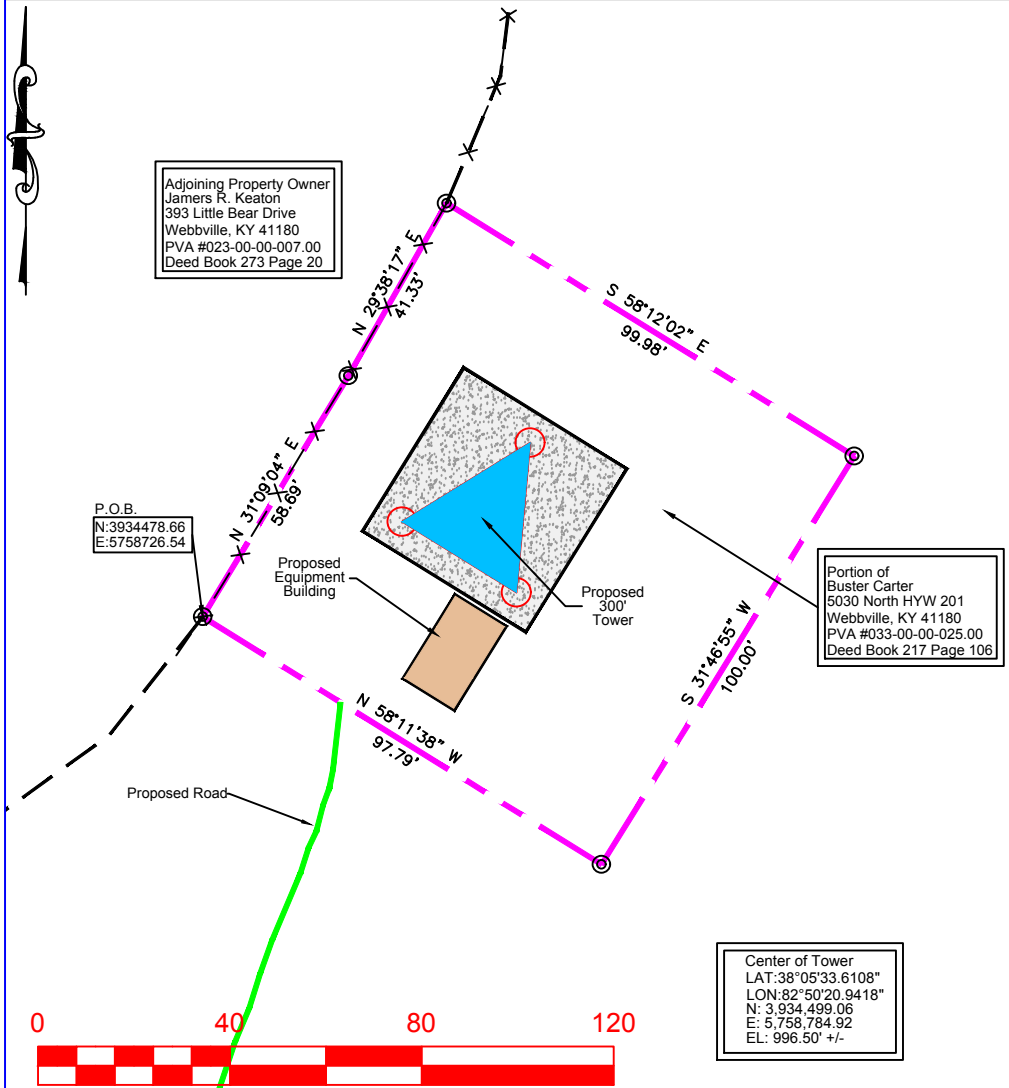 Adjoining Property Owner
Jamers R. Keaton
393 Little Bear Drive
Webbville, KY 41180
PVA #023-00-00-007.00
Deed Book 273 Page 20
N 29°38'17" E
41.33'
S 58°12'02" E
99.98'
N 31°09'04" E
58.69'
P.O.B.
N:3934478.66
E:5758726.54
Proposed
Equipment
Building
Proposed
300'
Tower
Portion of
Buster Carter
5030 North HYW 201
Webbville, KY 41180
PVA #033-00-00-025.00
Deed Book 217 Page 106
S 31°46'55" W
100.00'
N 58°11'38" W
97.79'
Proposed Road
Center of Tower
LAT:38°05'33.6108"
LON:82°50'20.9418"
N: 3,934,499.06
E: 5,758,784.92
EL: 996.50' +/-
0 40 80 120